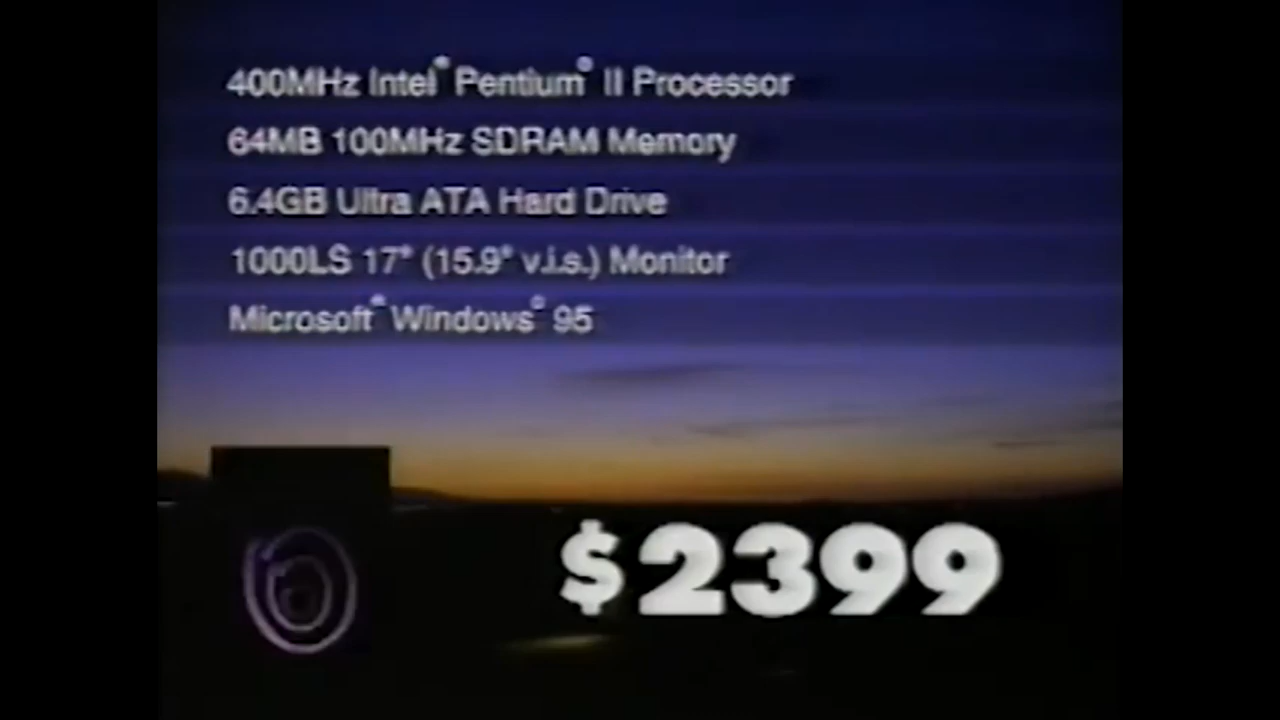 400MHz Intel® Pentium® II Processor
64MB 100MHz SDRAM Memory
6.4GB Ultra ATA Hard Drive
1000LS 17" (15.9" v.i.s.) Monitor
Microsoft® Windows® 95
$2399